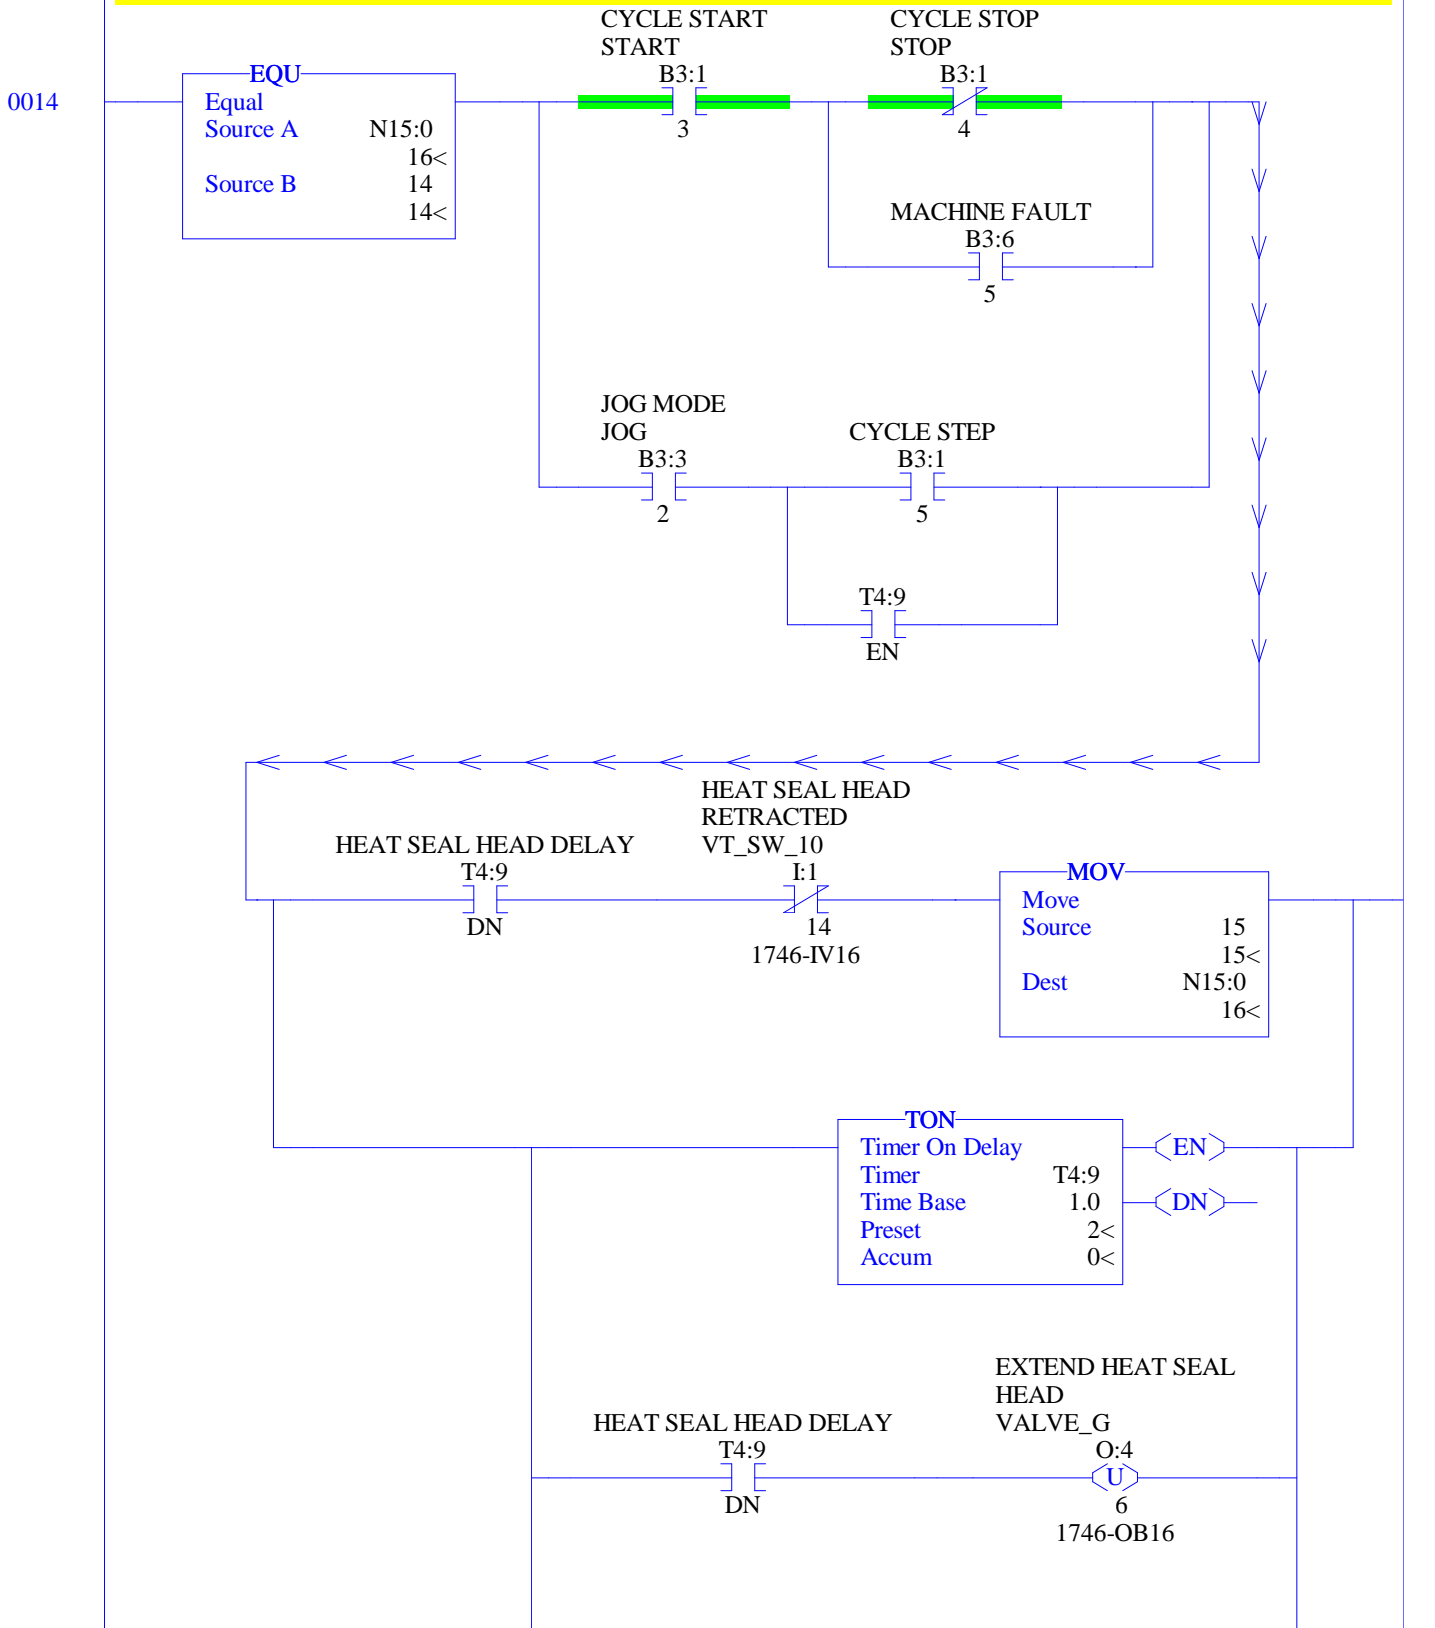 CYCLE START
START
B3:1
3
CYCLE STOP
STOP
B3:1
4
0014
EQU
Equal
Source A N15:0
16<
Source B 14
14<
MACHINE FAULT
B3:6
5
JOG MODE
JOG
B3:3
2
CYCLE STEP
B3:1
5
T4:9
EN
HEAT SEAL HEAD DELAY
T4:9
DN
HEAT SEAL HEAD
RETRACTED
VT_SW_10
I:1
14
1746-IV16
MOV
Move
Source 15
15<
Dest N15:0
16<
TON
Timer On Delay
Timer T4:9
Time Base 1.0
Preset 2<
Accum 0<
EN
DN
HEAT SEAL HEAD DELAY
T4:9
DN
EXTEND HEAT SEAL
HEAD
VALVE_G
O:4
U
6
1746-OB16